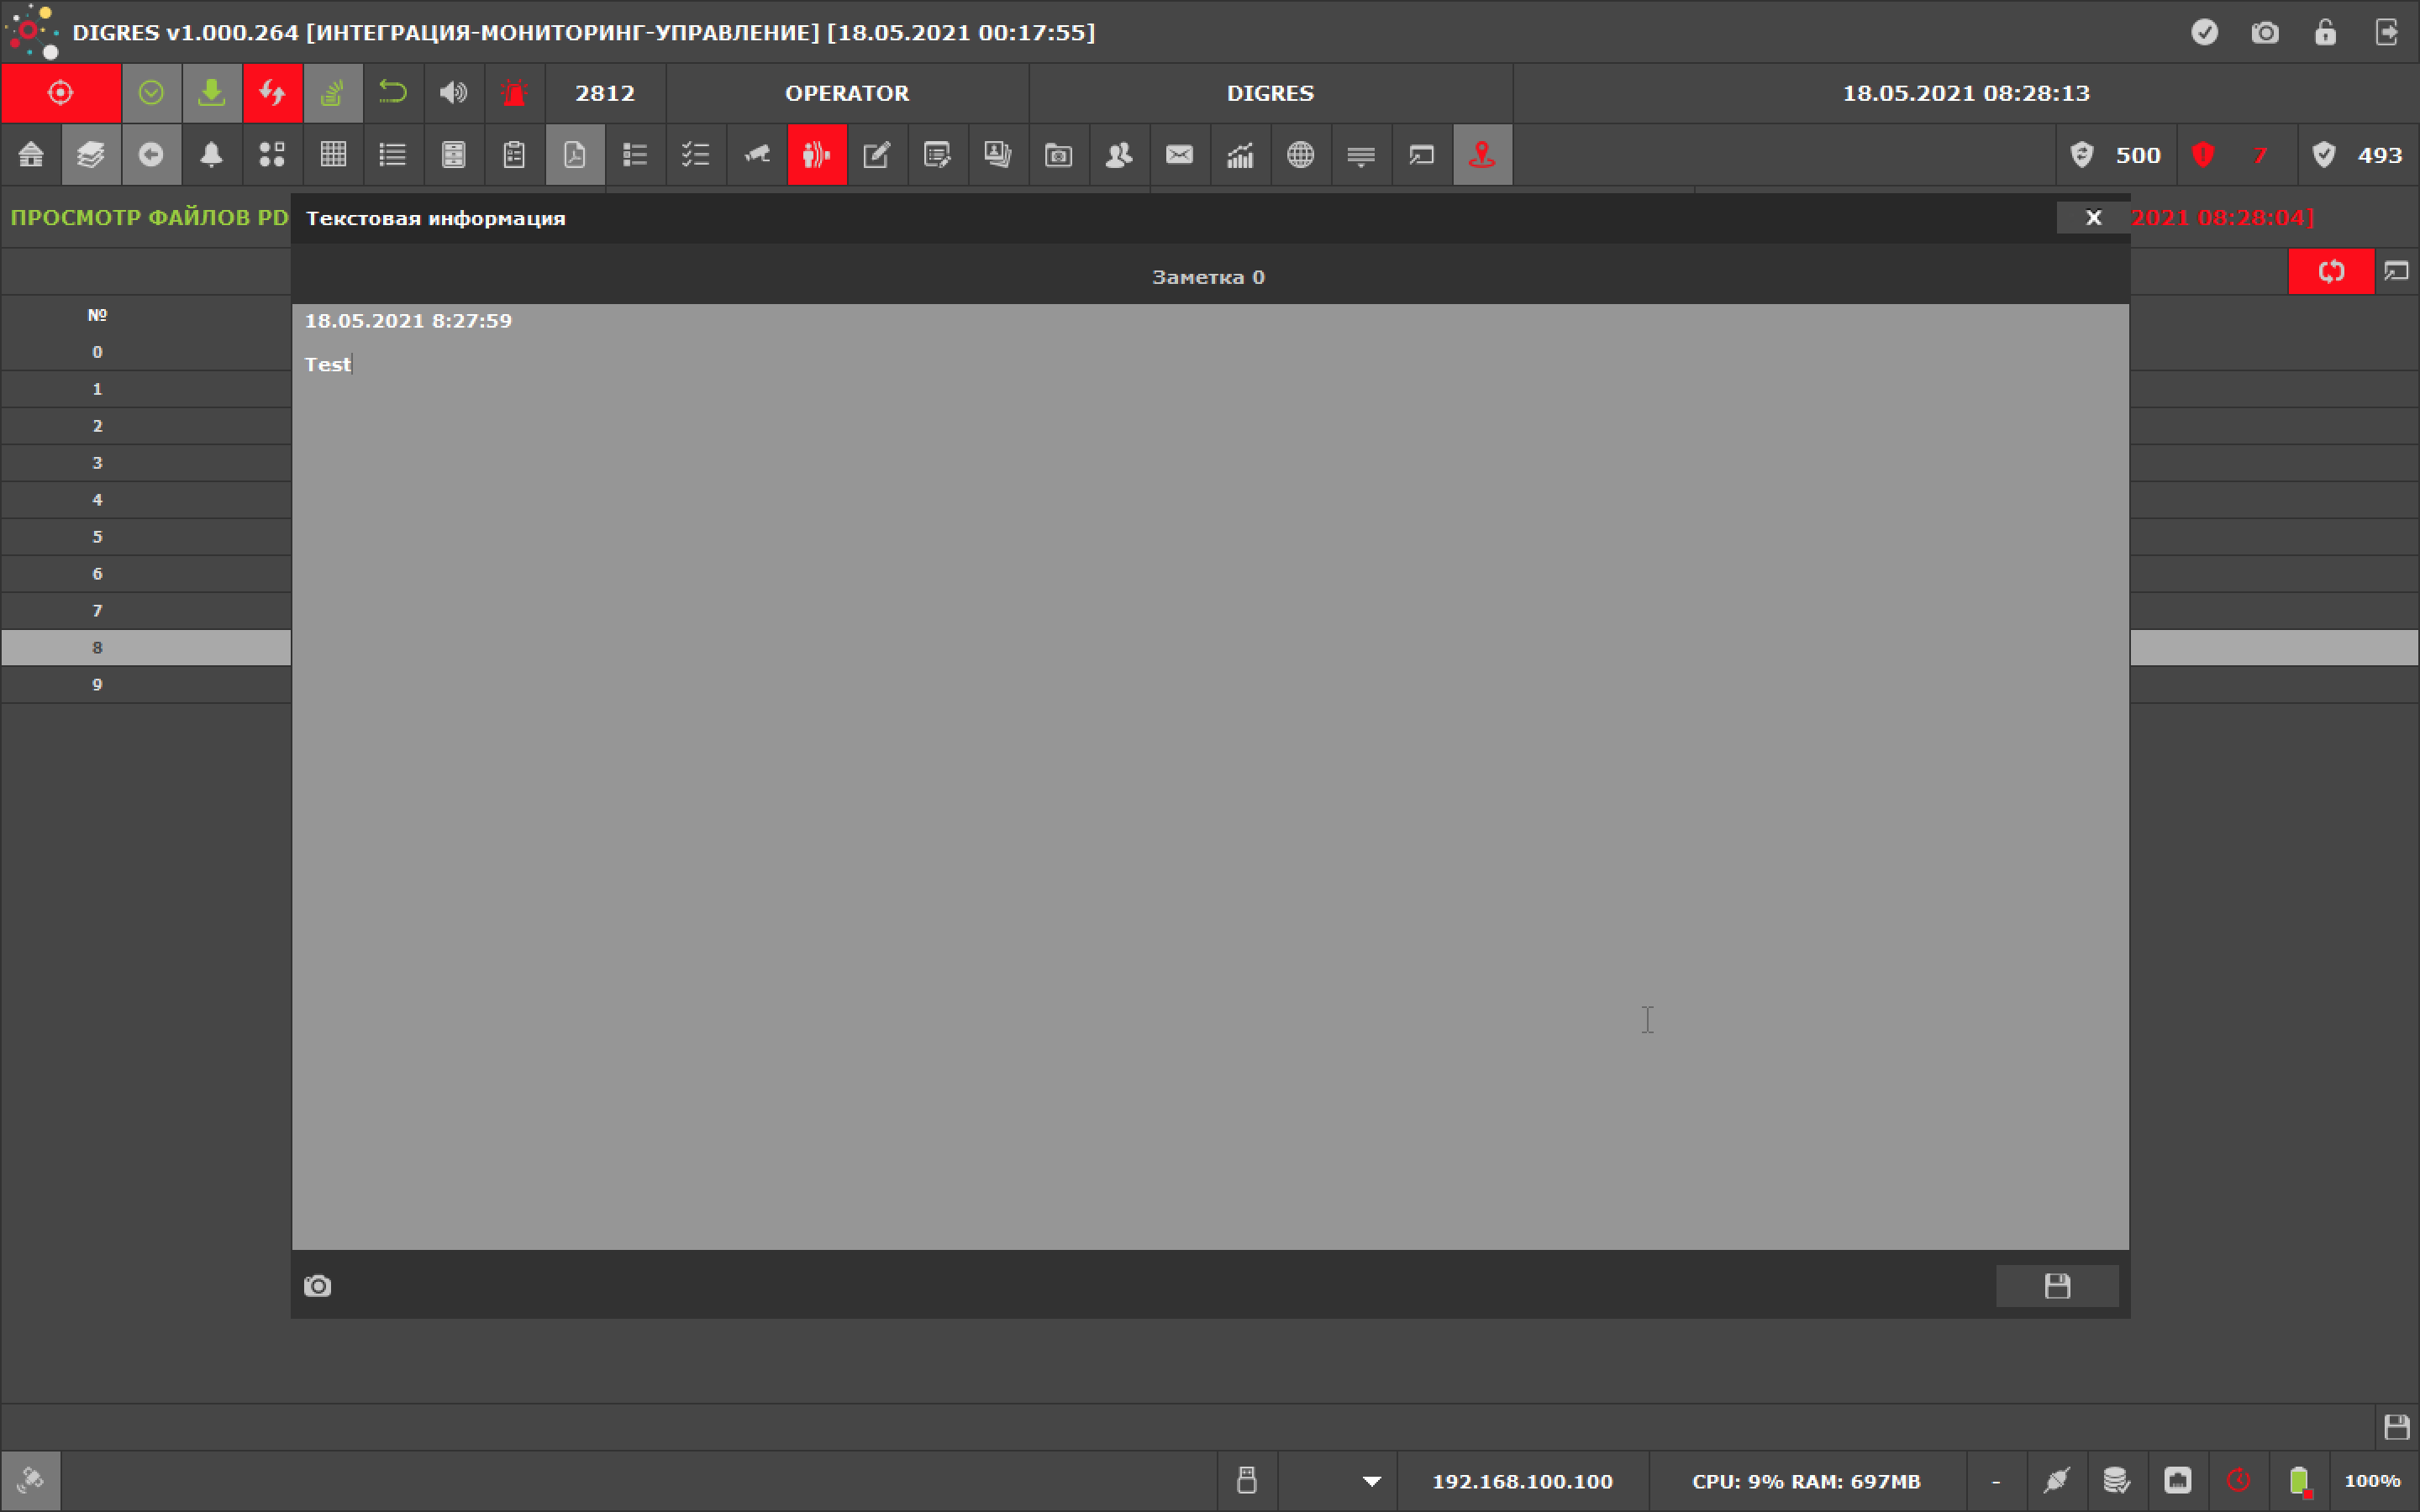 DIGRES v1.000.264 [ИНТЕГРАЦИЯ-МОНИТОРИНГ-УПРАВЛЕНИЕ] [18.05.2021 00:17:55]
2812 OPERATOR DIGRES 18.05.2021 08:28:13
500 7 493
ПРОСМОТР ФАЙЛОВ PD
Текстовая информация X
2021 08:28:04]
Заметка 0
№
0
1
2
3
4
5
6
7
8
9
18.05.2021 8:27:59
Test
192.168.100.100 CPU: 9% RAM: 697MB - 100%